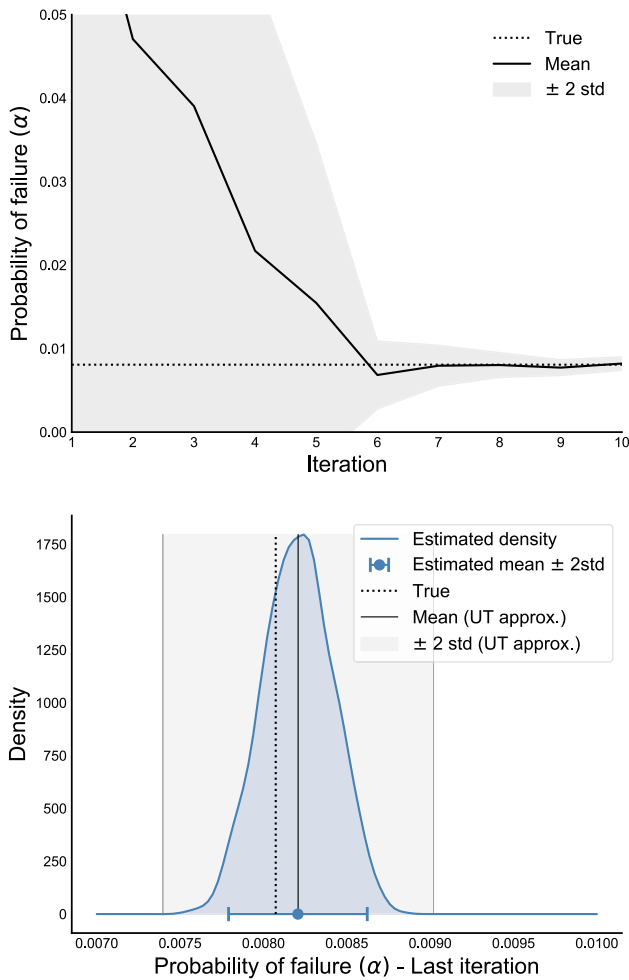 0.05
0.04
0.03
0.02
0.01
0.00
Probability of failure (α)
True
Mean
± 2 std
1 2 3 4 5 6 7 8 9 10
Iteration
1750
1500
1250
1000
750
500
250
0
Density
Estimated density
Estimated mean ± 2std
True
Mean (UT approx.)
± 2 std (UT approx.)
0.0070 0.0075 0.0080 0.0085 0.0090 0.0095 0.0100
Probability of failure (α) - Last iteration